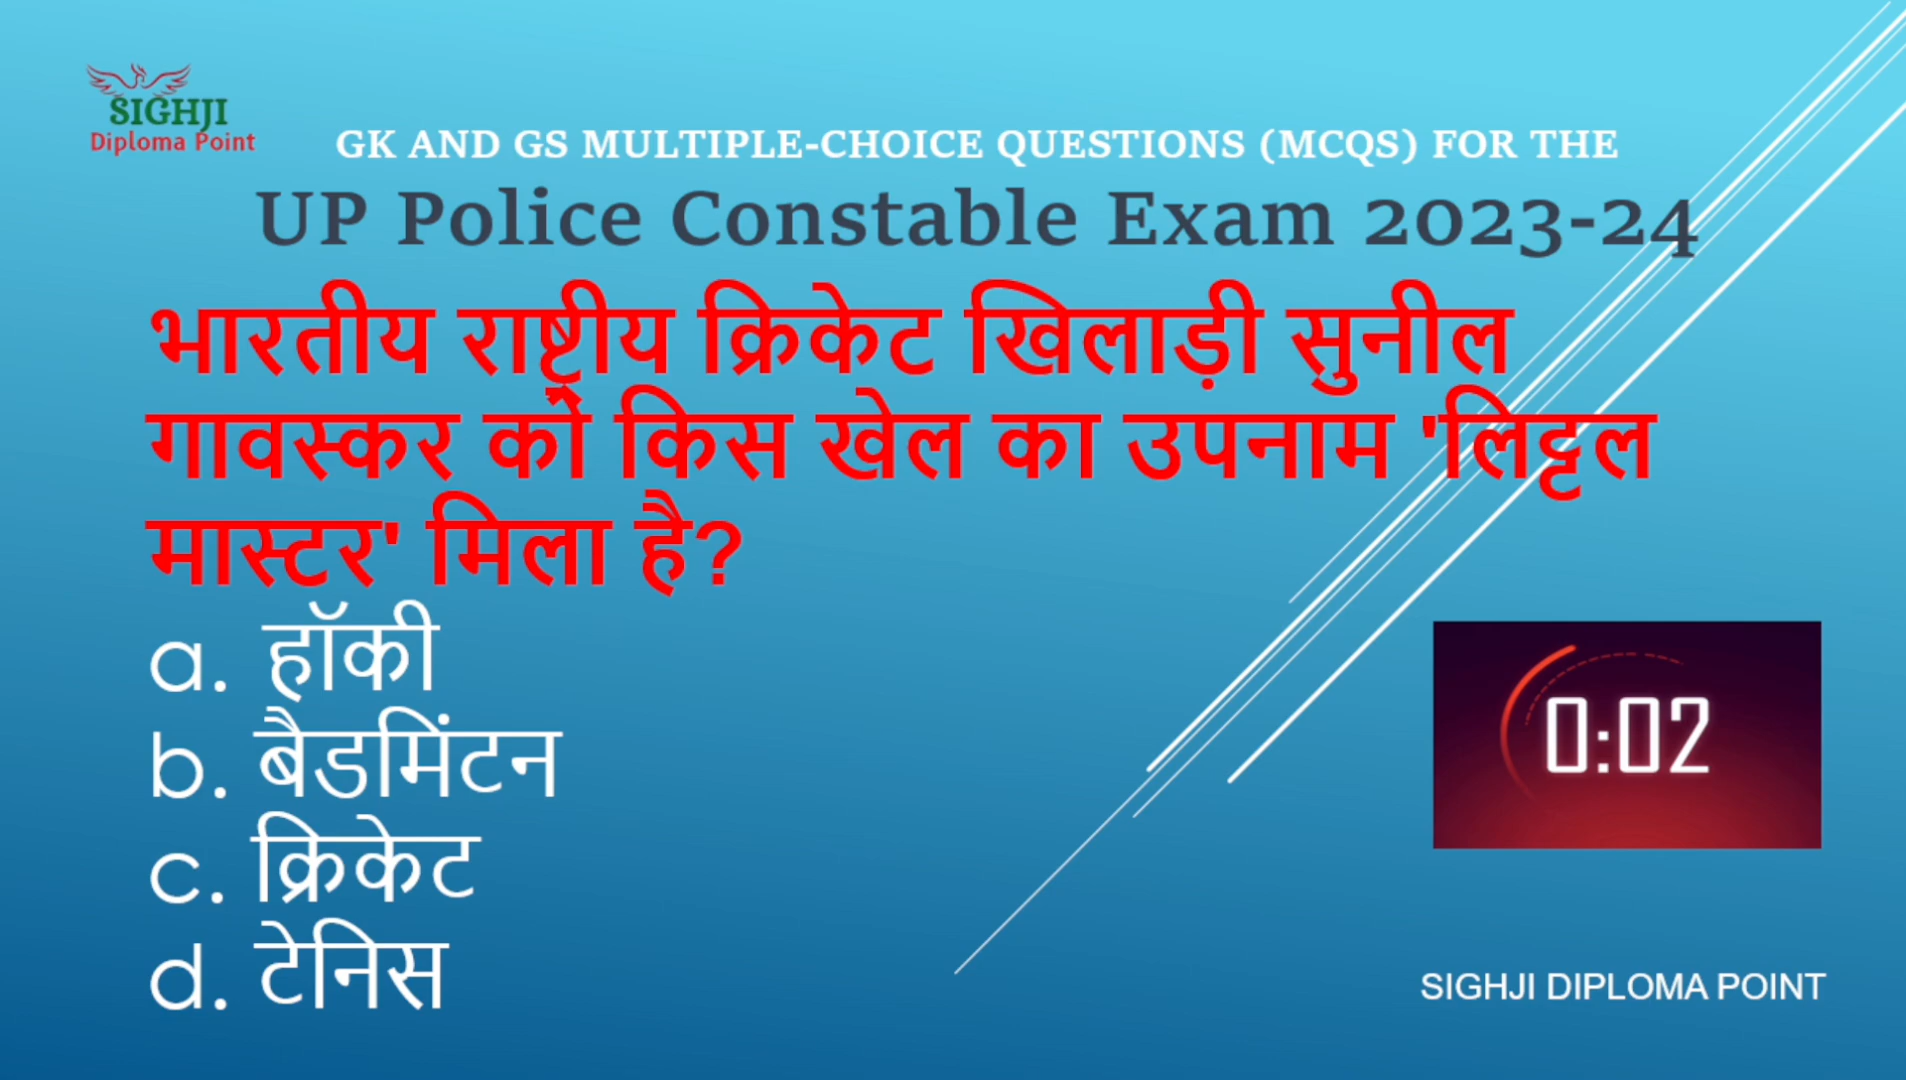 SIGHJI
Diploma Point
GK AND GS MULTIPLE-CHOICE QUESTIONS (MCQS) FOR THE
UP Police Constable Exam 2023-24
भारतीय राष्ट्रीय क्रिकेट खिलाड़ी सुनील
गावस्कर को किस खेल का उपनाम 'लिट्टल
मास्टर' मिला है?
a. हॉकी
b. बैडमिंटन
c. क्रिकेट
d. टेनिस
0:02
SIGHJI DIPLOMA POINT